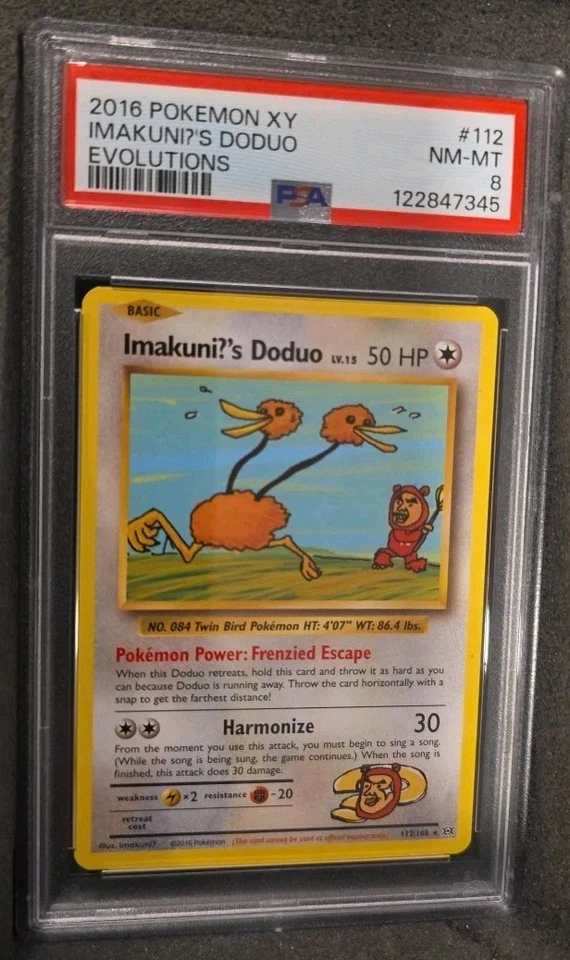 2016 POKEMON XY
#112
IMAKUNI?'S DODUO
NM-MT
EVOLUTIONS
8
PSA
122847345
BASIC
Imakuni?'s Doduo LV.15 50 HP
NO. 084 Twin Bird Pokémon HT: 4'07" WT: 86.4 lbs.
Pokémon Power: Frenzied Escape
When this Doduo retreats, hold this card and throw it as hard as you
can because Doduo is running away. Throw the card horizontally with a
snap to get the farthest distance!
Harmonize 30
From the moment you use this attack, you must begin to sing a song.
(While the song is being sung, the game continues.) When the song is
finished, this attack does 30 damage.
weakness ×2 resistance -20
retreat
cost
Illus. Imakuni? ©2016 Pokémon (This card cannot be used at official tournaments.) 112/108 ★